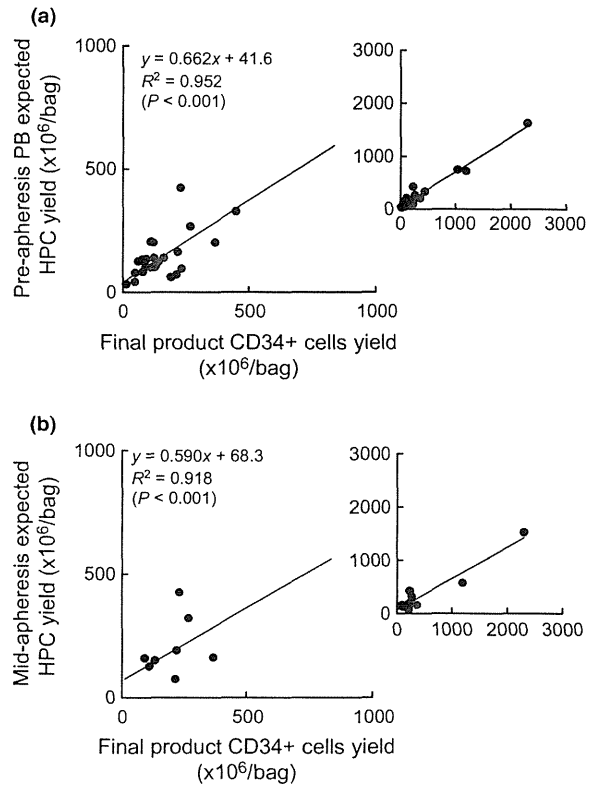 (a)
Pre-apheresis PB expected
HPC yield (x10⁶/bag)
1000
500
0
y = 0.662x + 41.6
R² = 0.952
(P < 0.001)
3000
2000
1000
0
0 1000 2000 3000
0 500 1000
Final product CD34+ cells yield
(x10⁶/bag)
(b)
Mid-apheresis expected
HPC yield (x10⁶/bag)
1000
500
0
y = 0.590x + 68.3
R² = 0.918
(P < 0.001)
3000
2000
1000
0
0 1000 2000 3000
0 500 1000
Final product CD34+ cells yield
(x10⁶/bag)